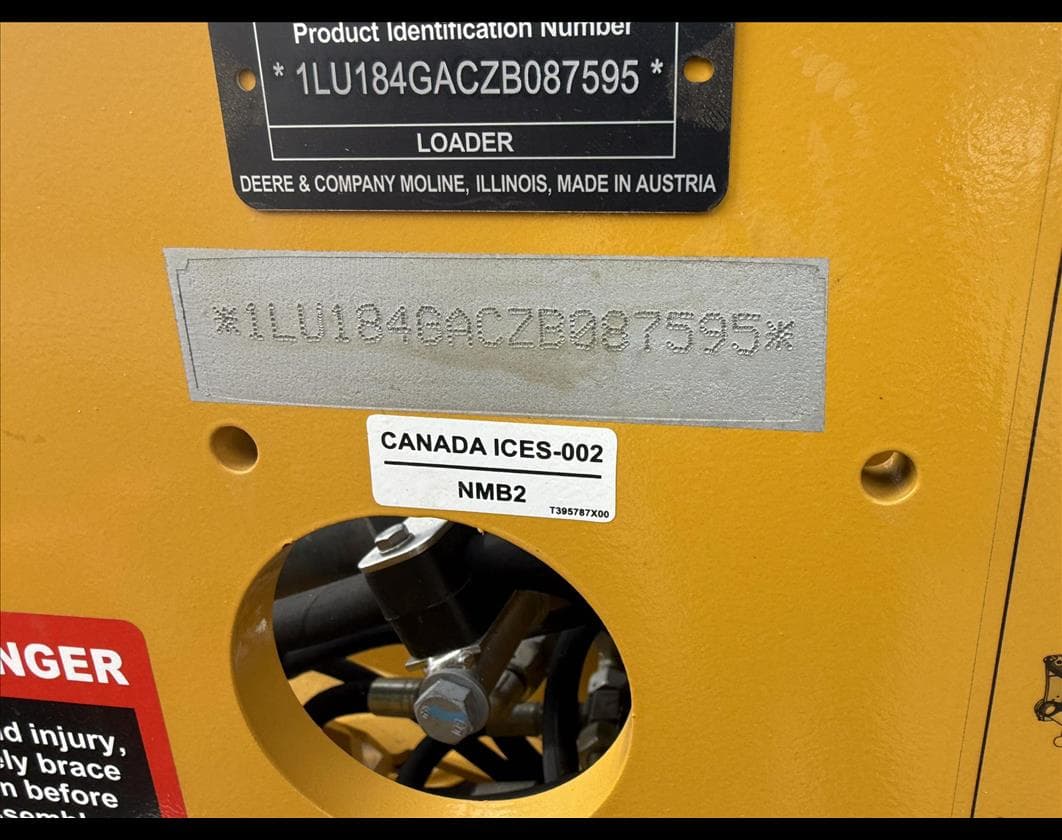 Product Identification Number
* 1LU184GACZB087595 *
LOADER
DEERE & COMPANY MOLINE, ILLINOIS, MADE IN AUSTRIA
*1LU184GACZB087595*
CANADA ICES-002
NMB2
T395787X00
NGER
d injury,
ly brace
n before